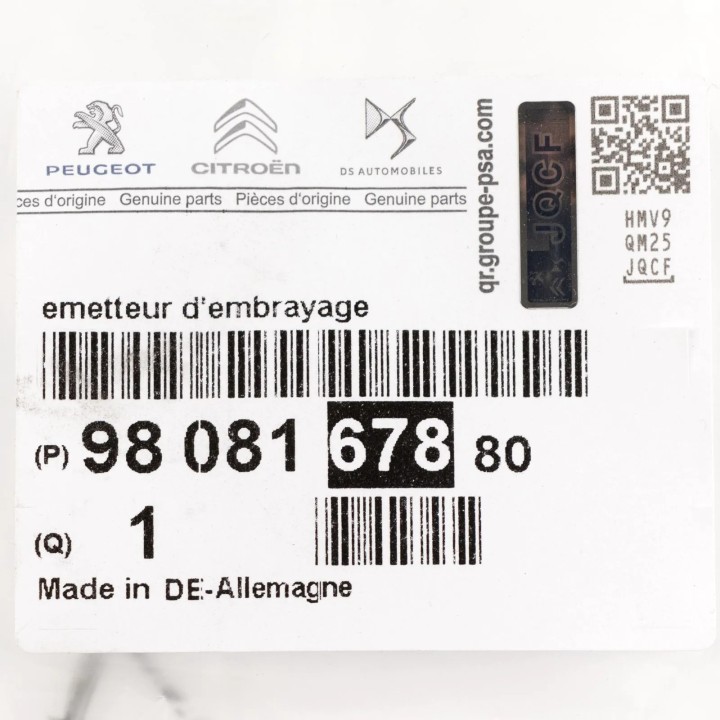 PEUGEOT
CITROËN
DS AUTOMOBILES
ces d'origine Genuine parts Pièces d'origine Genuine parts
qr.groupe-psa.com
JQCF
HMV9
QM25
JQCF
emetteur d'embrayage
(P) 98 081 678 80
(Q) 1
Made in DE-Allemagne